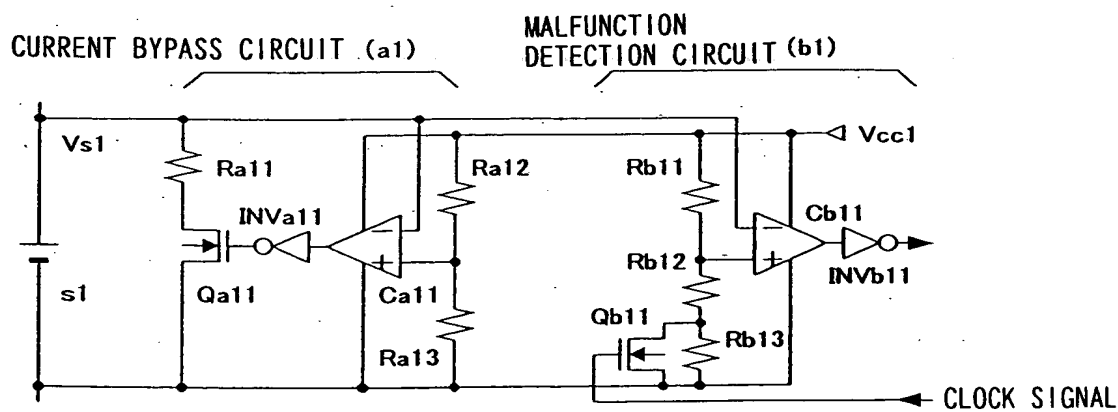 MALFUNCTION
CURRENT BYPASS CIRCUIT (a1)
DETECTION CIRCUIT (b1)
Vs1
Vcc1
Ra11
Ra12
Rb11
INVa11
Cb11
−
−
+
+
Rb12
INVb11
s1
Qa11
Ca11
Qb11
Ra13
Rb13
CLOCK SIGNAL